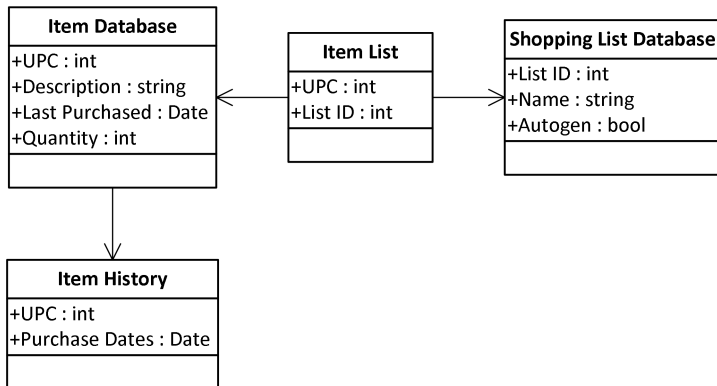 Item Database
+UPC : int
+Description : string
+Last Purchased : Date
+Quantity : int
Item List
+UPC : int
+List ID : int
Shopping List Database
+List ID : int
+Name : string
+Autogen : bool
Item History
+UPC : int
+Purchase Dates : Date